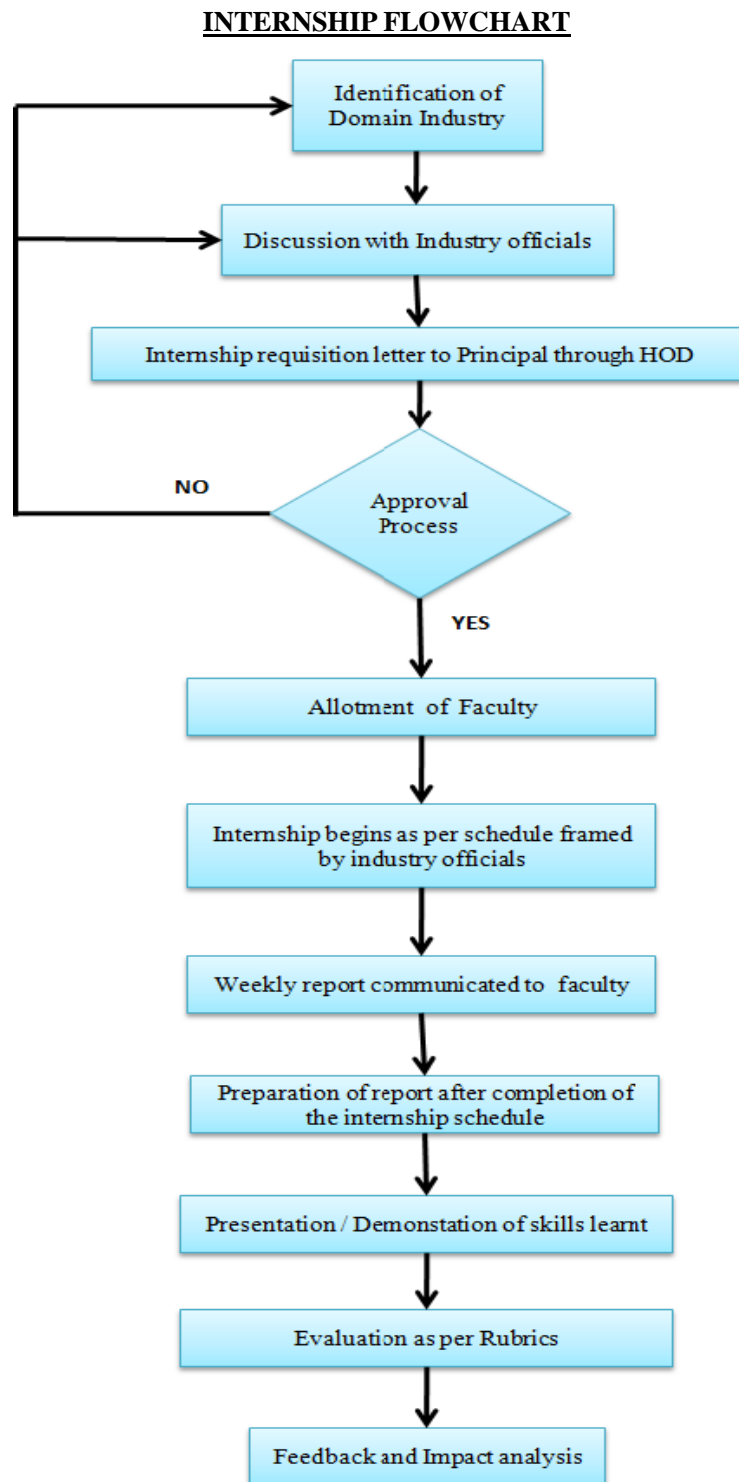 INTERNSHIP FLOWCHART
Identification of
Domain Industry
Discussion with Industry officials
Internship requisition letter to Principal through HOD
NO
Approval
Process
YES
Allotment of Faculty
Internship begins as per schedule framed
by industry officials
Weekly report communicated to faculty
Preparation of report after completion of
the internship schedule
Presentation / Demonstation of skills learnt
Evaluation as per Rubrics
Feedback and Impact analysis